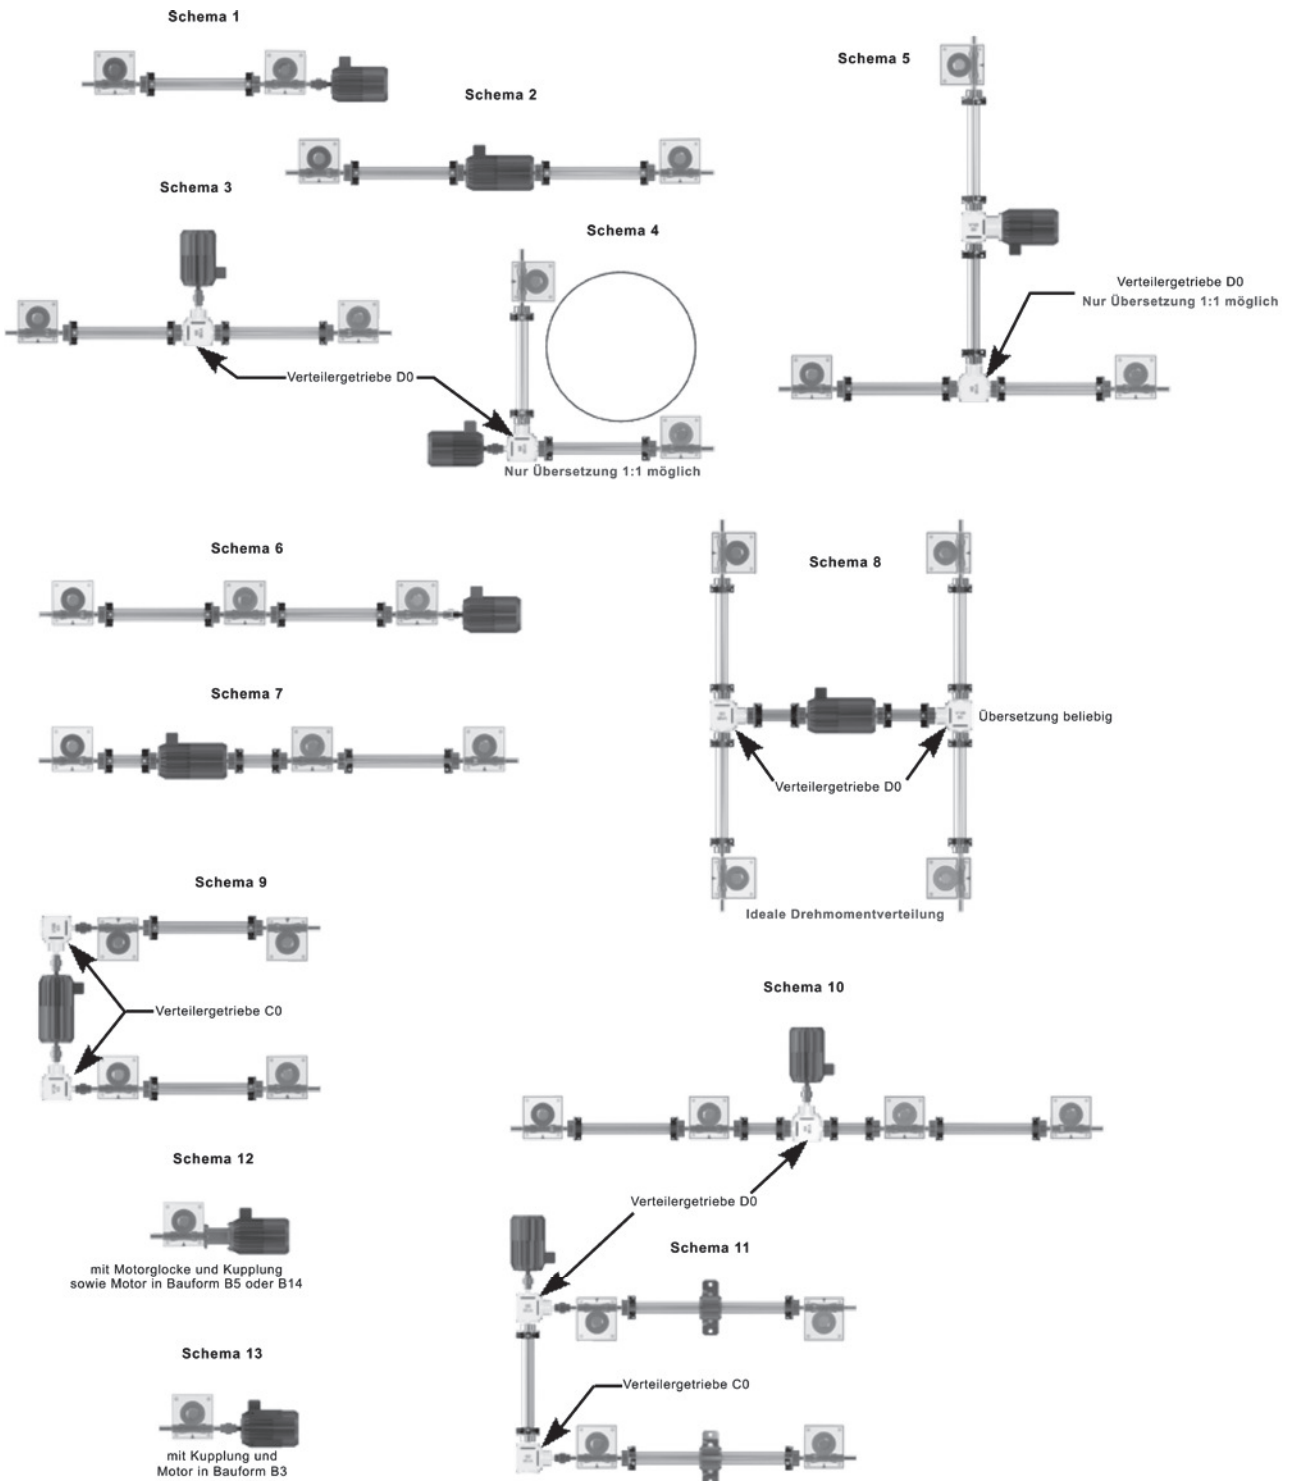 Schema 1
Schema 2
Schema 3
Schema 4
Schema 5
Verteilergetriebe D0
Nur Übersetzung 1:1 möglich
Verteilergetriebe D0
Nur Übersetzung 1:1 möglich
Schema 6
Schema 7
Schema 8
Übersetzung beliebig
Verteilergetriebe D0
Ideale Drehmomentverteilung
Schema 9
Verteilergetriebe C0
Schema 10
Verteilergetriebe D0
Schema 11
Verteilergetriebe C0
Schema 12
mit Motorglocke und Kupplung
sowie Motor in Bauform B5 oder B14
Schema 13
mit Kupplung und
Motor in Bauform B3